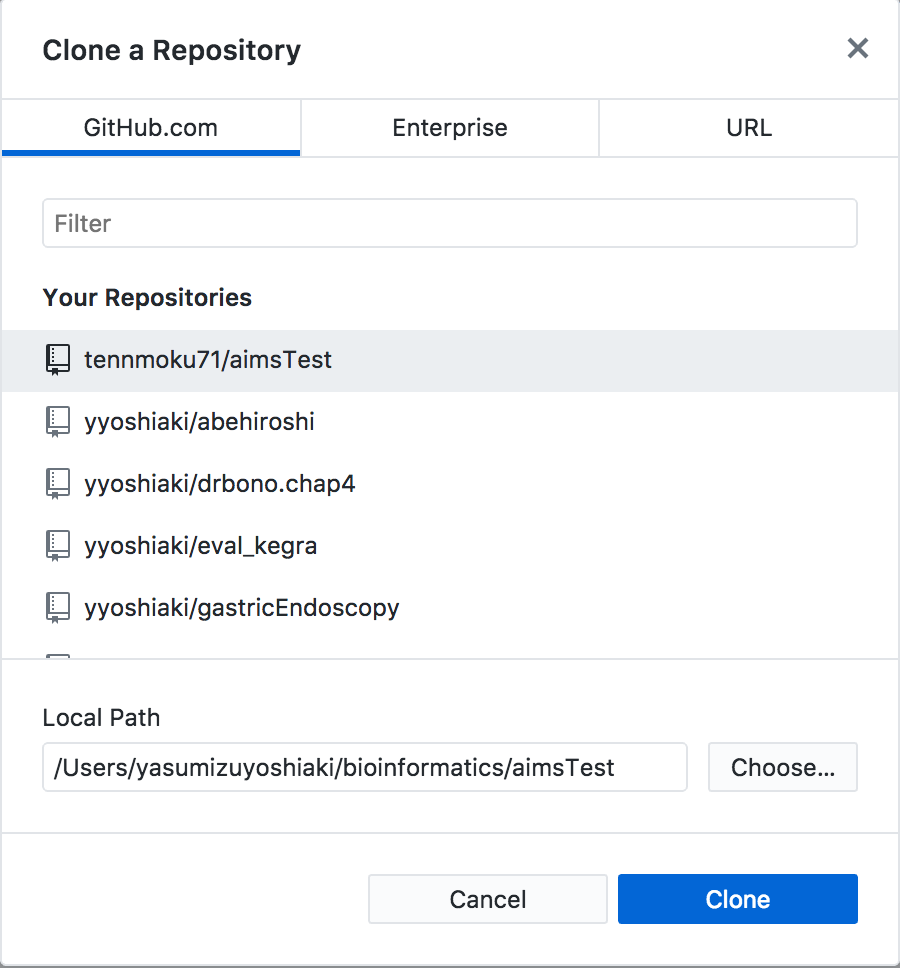 Clone a Repository
GitHub.com
Enterprise
URL
Filter
Your Repositories
tennmoku71/aimsTest
yyoshiaki/abehiroshi
yyoshiaki/drbono.chap4
yyoshiaki/eval_kegra
yyoshiaki/gastricEndoscopy
Local Path
/Users/yasumizuyoshiaki/bioinformatics/aimsTest
Choose...
Cancel
Clone